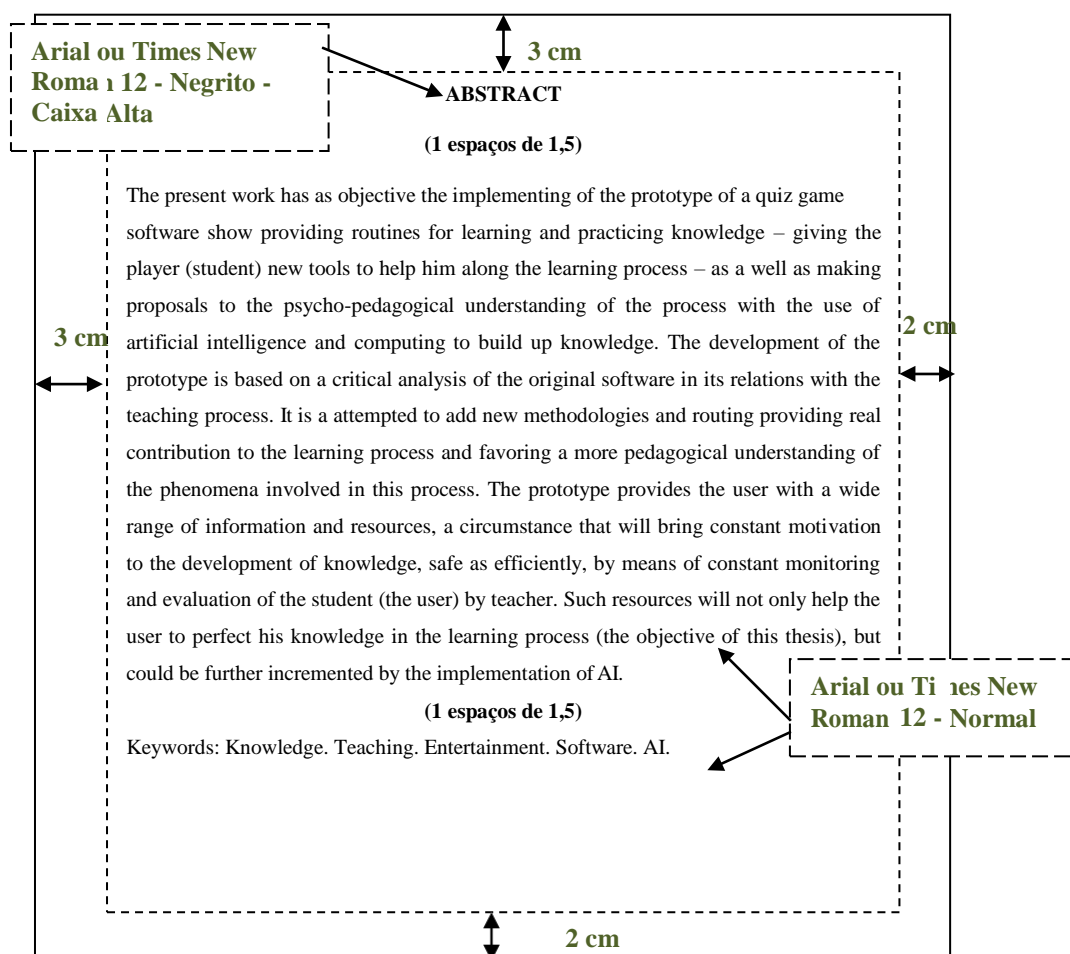 Arial ou Times New
Roman 12 - Negrito -
Caixa Alta
3 cm
ABSTRACT
(1 espaços de 1,5)
The present work has as objective the implementing of the prototype of a quiz game
software show providing routines for learning and practicing knowledge – giving the
player (student) new tools to help him along the learning process – as a well as making
proposals to the psycho-pedagogical understanding of the process with the use of
artificial intelligence and computing to build up knowledge. The development of the
prototype is based on a critical analysis of the original software in its relations with the
teaching process. It is a attempted to add new methodologies and routing providing real
contribution to the learning process and favoring a more pedagogical understanding of
the phenomena involved in this process. The prototype provides the user with a wide
range of information and resources, a circumstance that will bring constant motivation
to the development of knowledge, safe as efficiently, by means of constant monitoring
and evaluation of the student (the user) by teacher. Such resources will not only help the
user to perfect his knowledge in the learning process (the objective of this thesis), but
could be further incremented by the implementation of AI.
3 cm
2 cm
(1 espaços de 1,5)
Keywords: Knowledge. Teaching. Entertainment. Software. AI.
Arial ou Times New
Roman 12 - Normal
2 cm